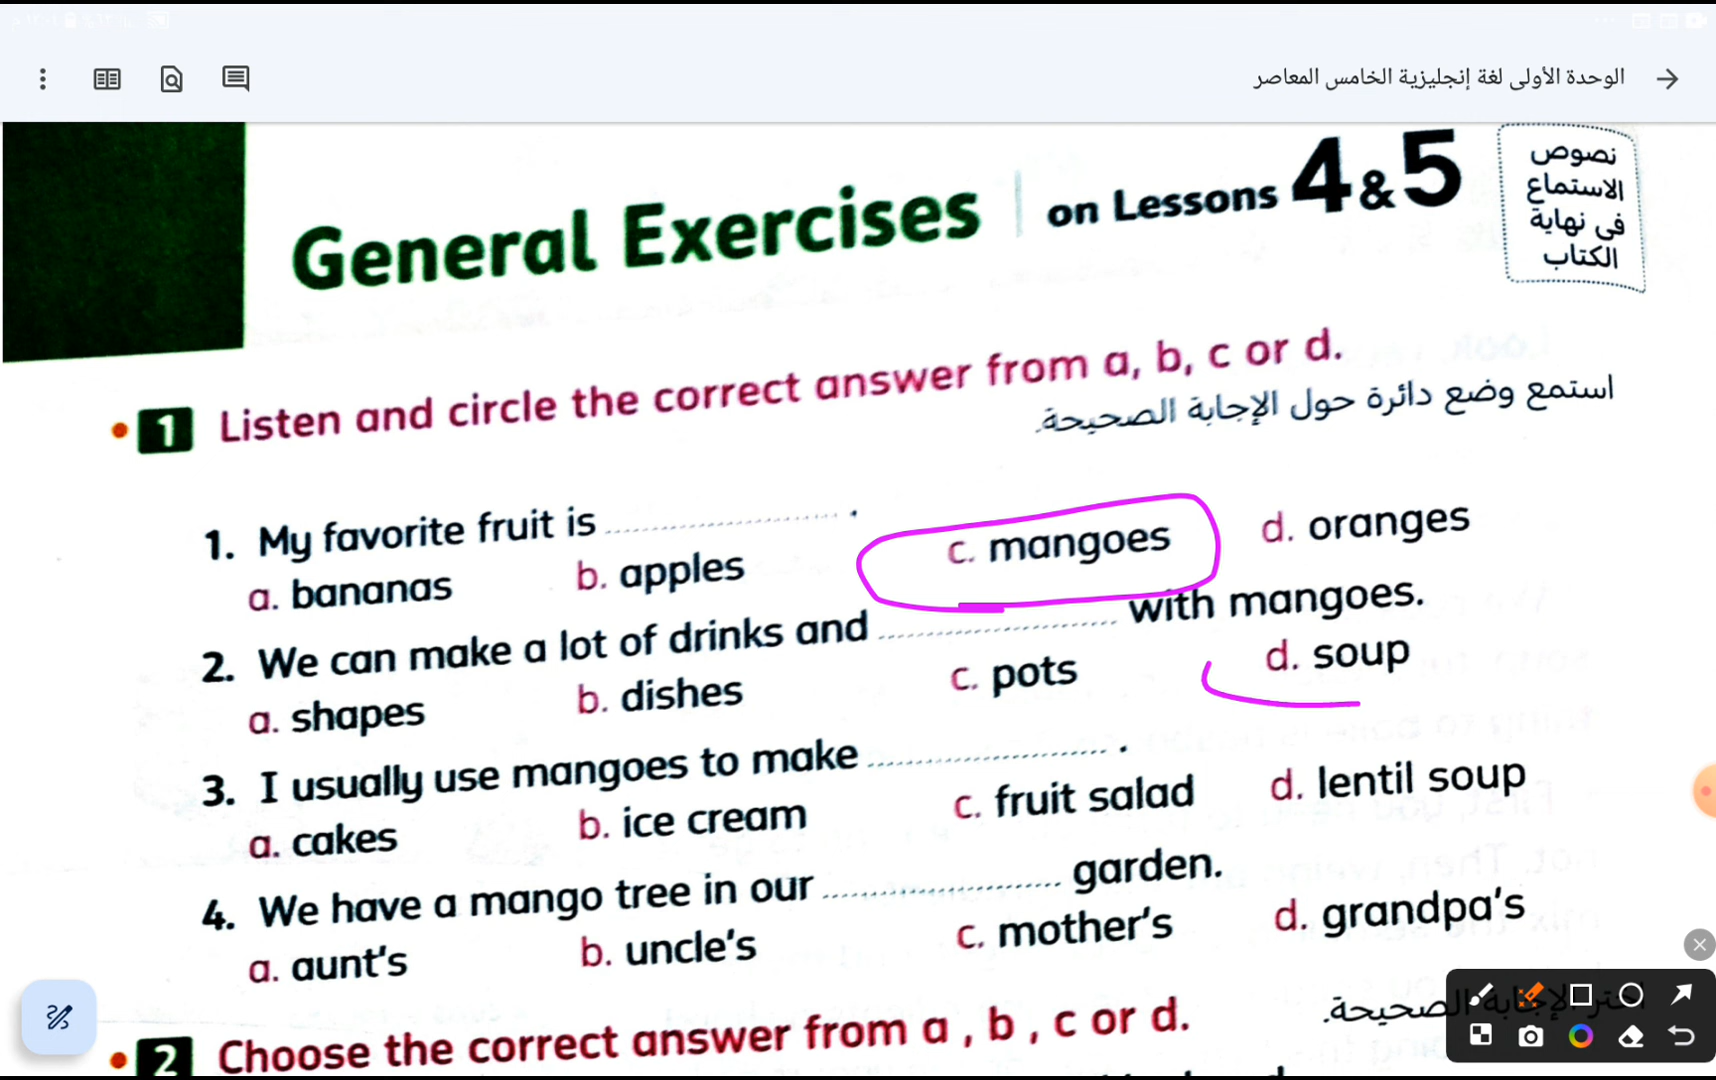 الوحدة الأولى لغة إنجليزية الخامس المعاصر
General Exercises on Lessons 4 & 5
نصوص
الاستماع
فى نهاية
الكتاب
1 Listen and circle the correct answer from a, b, c or d.
استمع وضع دائرة حول الإجابة الصحيحة.
1. My favorite fruit is .................... .
a. bananas b. apples c. mangoes d. oranges
2. We can make a lot of drinks and .................... with mangoes.
a. shapes b. dishes c. pots d. soup
3. I usually use mangoes to make .................... .
a. cakes b. ice cream c. fruit salad d. lentil soup
4. We have a mango tree in our .................... garden.
a. aunt's b. uncle's c. mother's d. grandpa's
2 Choose the correct answer from a , b , c or d.
اختر الإجابة الصحيحة.